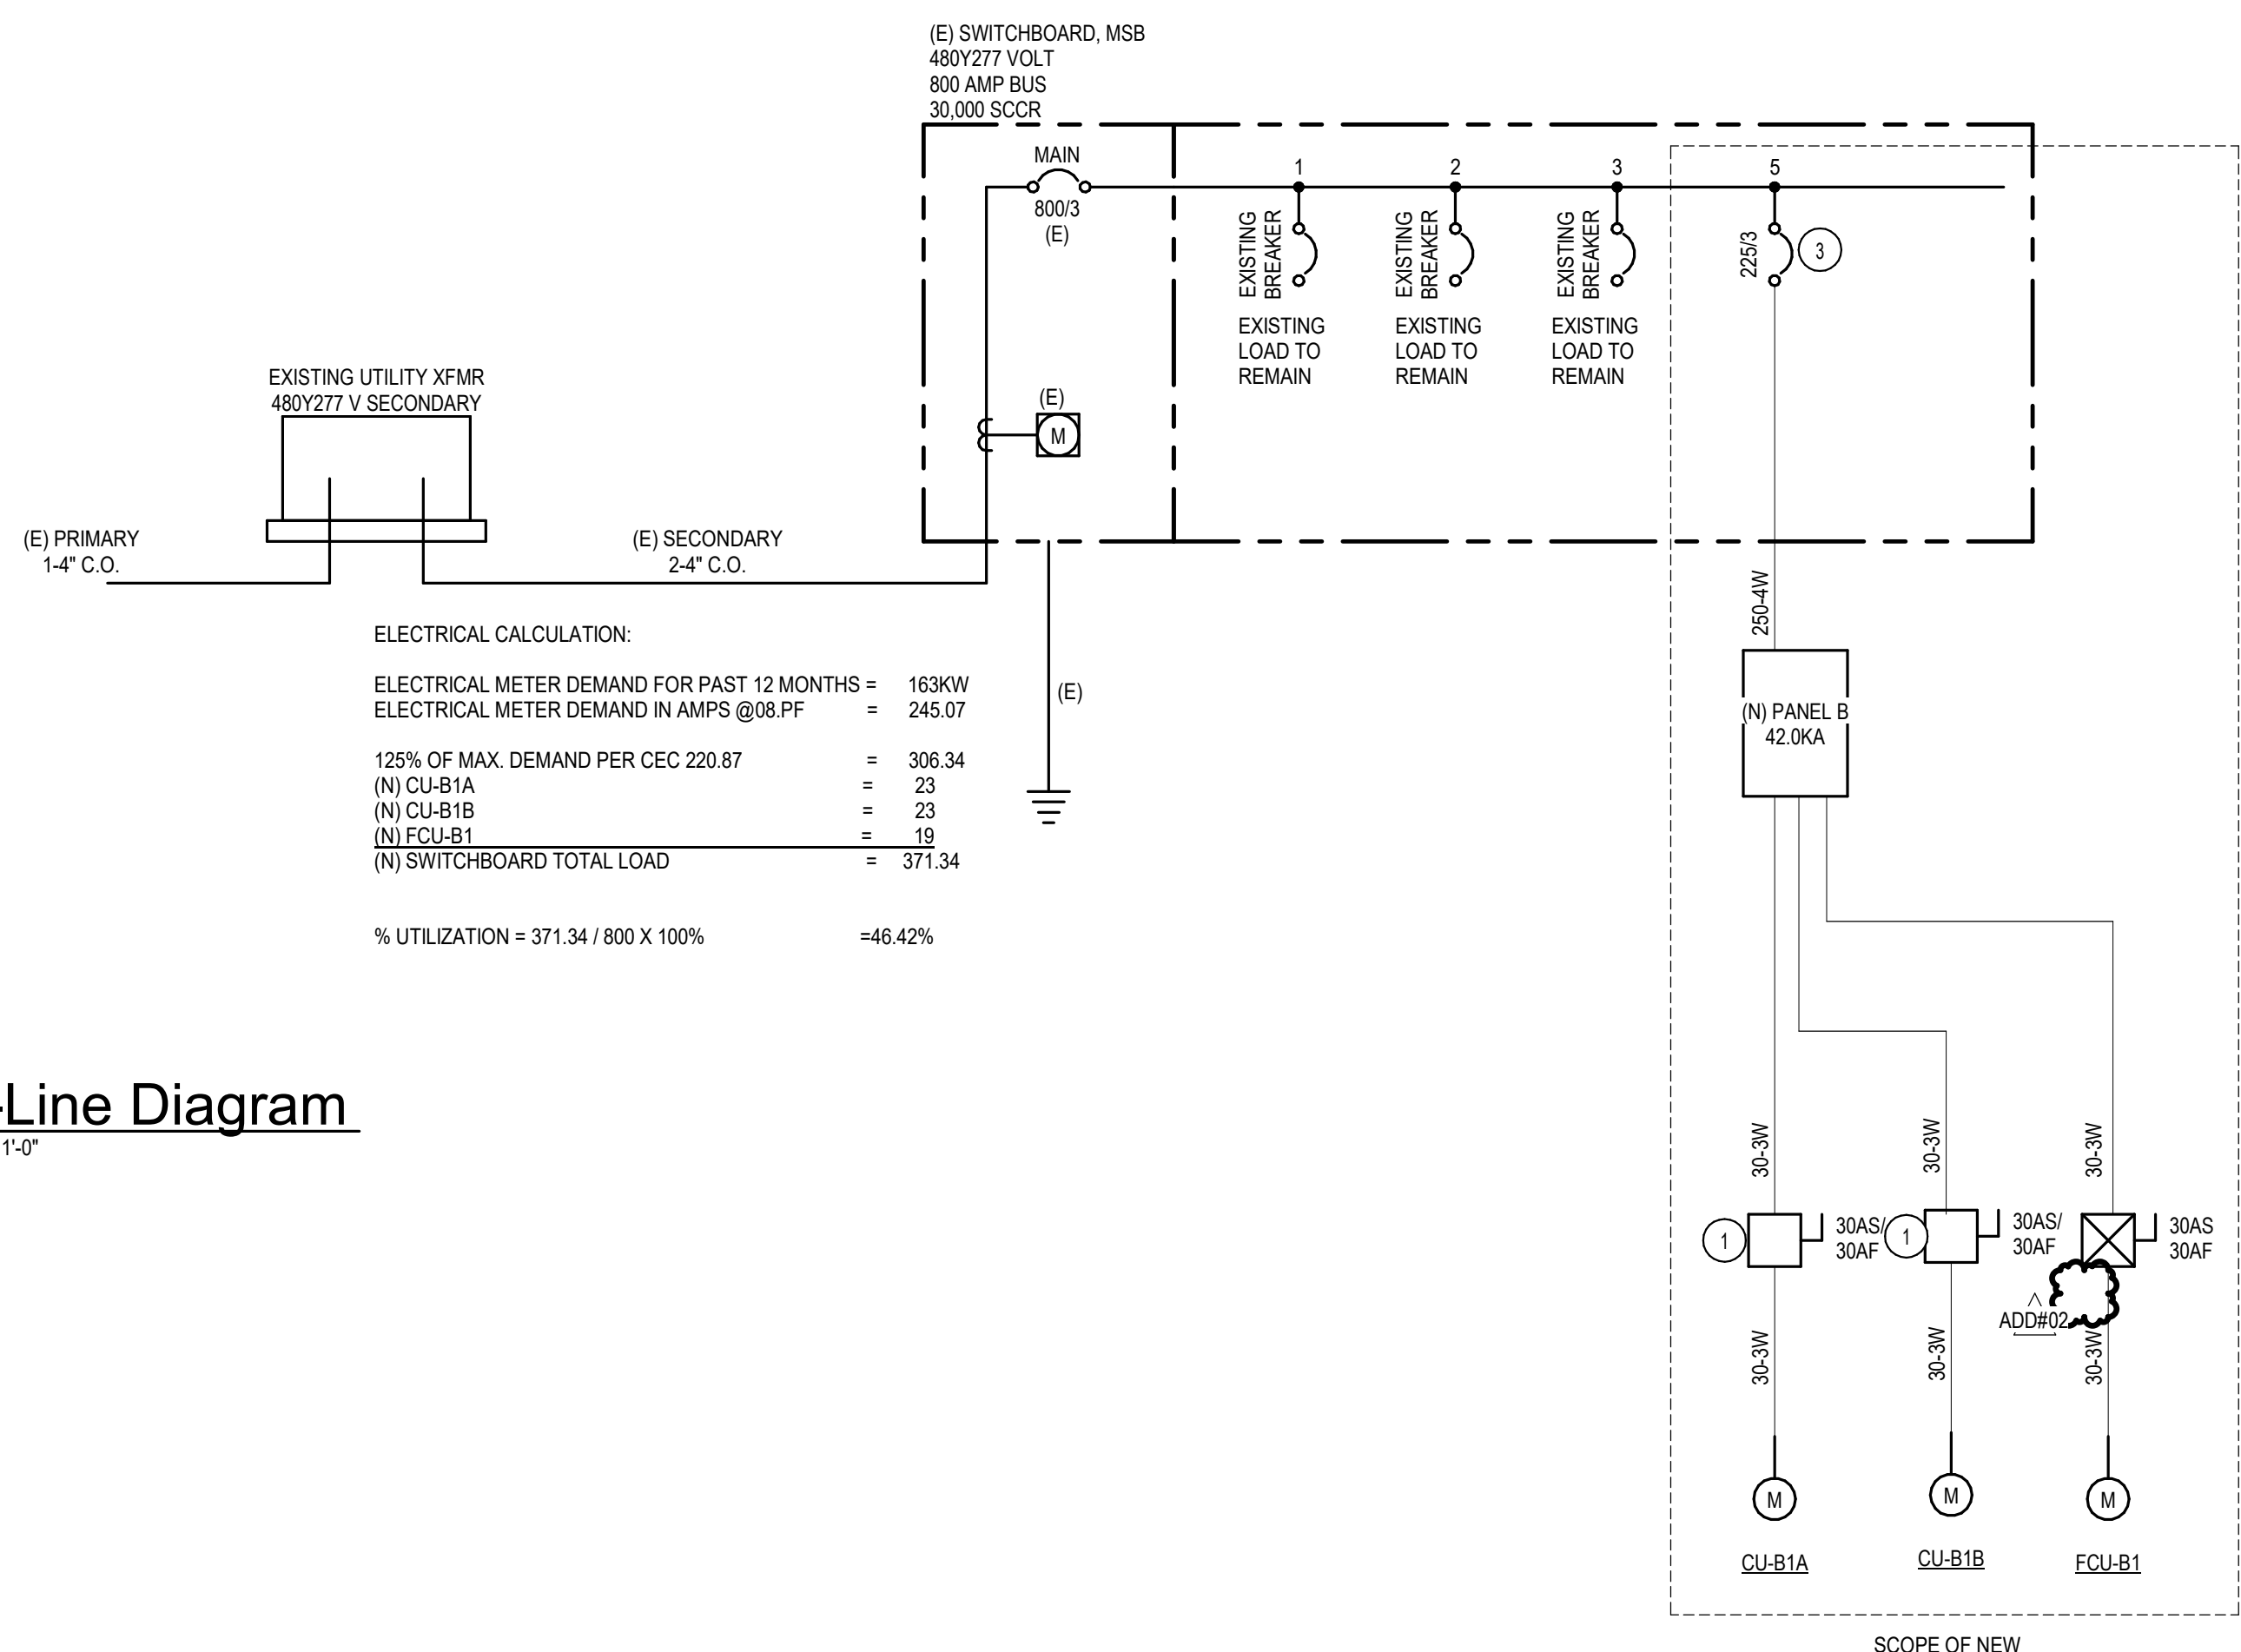 (E) SWITCHBOARD, MSB
480Y277 VOLT
800 AMP BUS
30,000 SCCR
MAIN
800/3
(E)
1
2
3
5
EXISTING
BREAKER
EXISTING
BREAKER
EXISTING
BREAKER
225/3
3
EXISTING
LOAD TO
REMAIN
EXISTING
LOAD TO
REMAIN
EXISTING
LOAD TO
REMAIN
EXISTING UTILITY XFMR
480Y277 V SECONDARY
(E)
M
(E) PRIMARY
1-4" C.O.
(E) SECONDARY
2-4" C.O.
250-4W
ELECTRICAL CALCULATION:
ELECTRICAL METER DEMAND FOR PAST 12 MONTHS = 163KW
ELECTRICAL METER DEMAND IN AMPS @08.PF = 245.07
125% OF MAX. DEMAND PER CEC 220.87 = 306.34
(N) CU-B1A = 23
(N) CU-B1B = 23
(N) FCU-B1 = 19
(N) SWITCHBOARD TOTAL LOAD = 371.34
% UTILIZATION = 371.34 / 800 X 100% =46.42%
(E)
(N) PANEL B
42.0KA
-Line Diagram
1'-0"
30-3W
30-3W
30-3W
1
30AS/
30AF
1
30AS/
30AF
30AS
30AF
ADD#02
30-3W
30-3W
30-3W
M
M
M
CU-B1A
CU-B1B
FCU-B1
SCOPE OF NEW